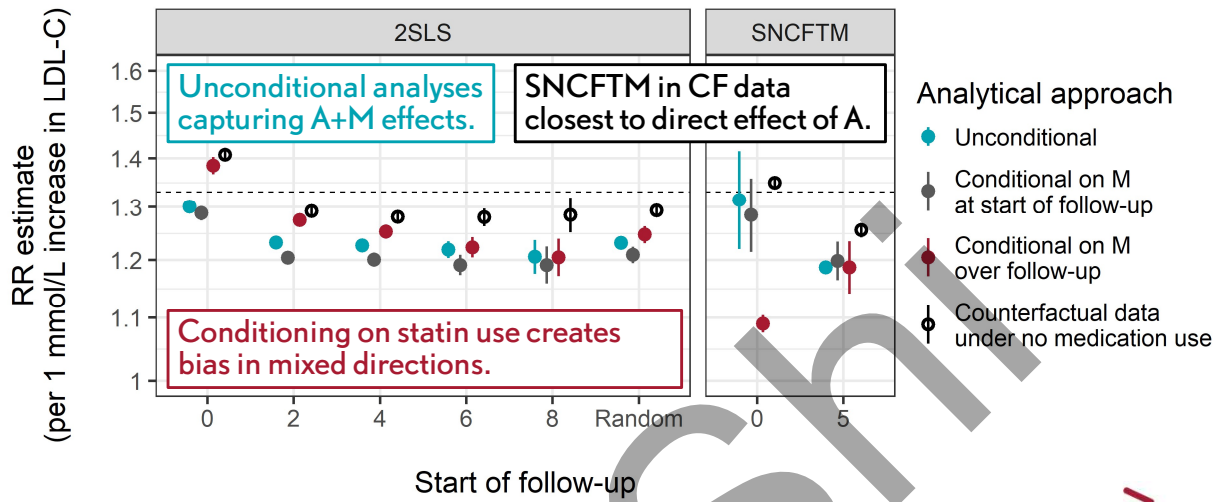 2SLS
SNCFTM
Unconditional analyses
capturing A+M effects.
SNCFTM in CF data
closest to direct effect of A.
Conditioning on statin use creates
bias in mixed directions.
RR estimate
(per 1 mmol/L increase in LDL-C)
1.6
1.5
1.4
1.3
1.2
1.1
1
0
2
4
6
8
Random
0
5
Start of follow-up
Analytical approach
Unconditional
Conditional on M
at start of follow-up
Conditional on M
over follow-up
Counterfactual data
under no medication use